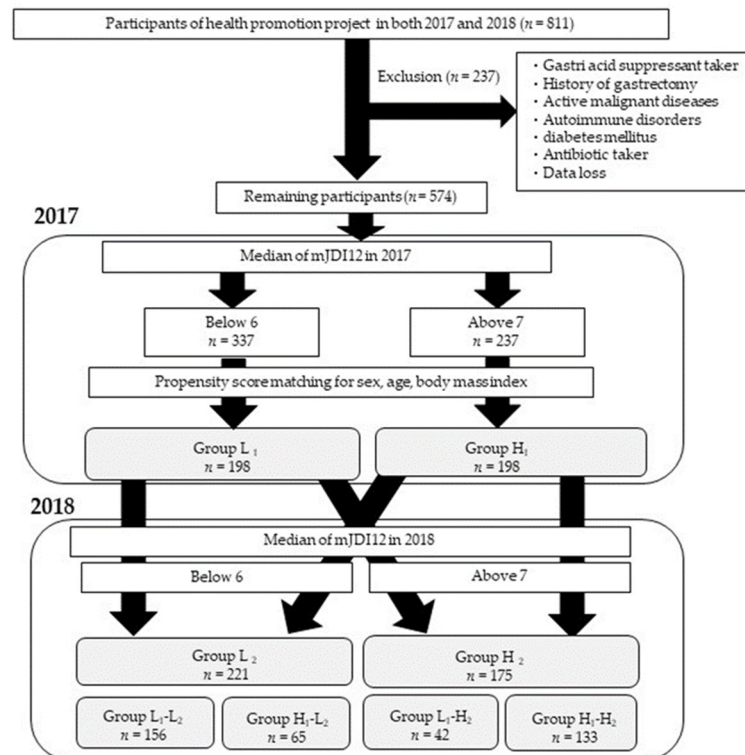 Participants of health promotion project in both 2017 and 2018 (n = 811)
Exclusion (n = 237)
・Gastri acid suppressant taker
・History of gastrectomy
・Active malignant diseases
・Autoimmune disorders
・diabetes mellitus
・Antibiotic taker
・Data loss
Remaining participants (n = 574)
2017
Median of mJDI12 in 2017
Below 6
n = 337
Above 7
n = 237
Propensity score matching for sex, age, body mass index
Group L₁
n = 198
Group H₁
n = 198
2018
Median of mJDI12 in 2018
Below 6
Above 7
Group L₂
n = 221
Group H₂
n = 175
Group L₁-L₂
n = 156
Group H₁-L₂
n = 65
Group L₁-H₂
n = 42
Group H₁-H₂
n = 133